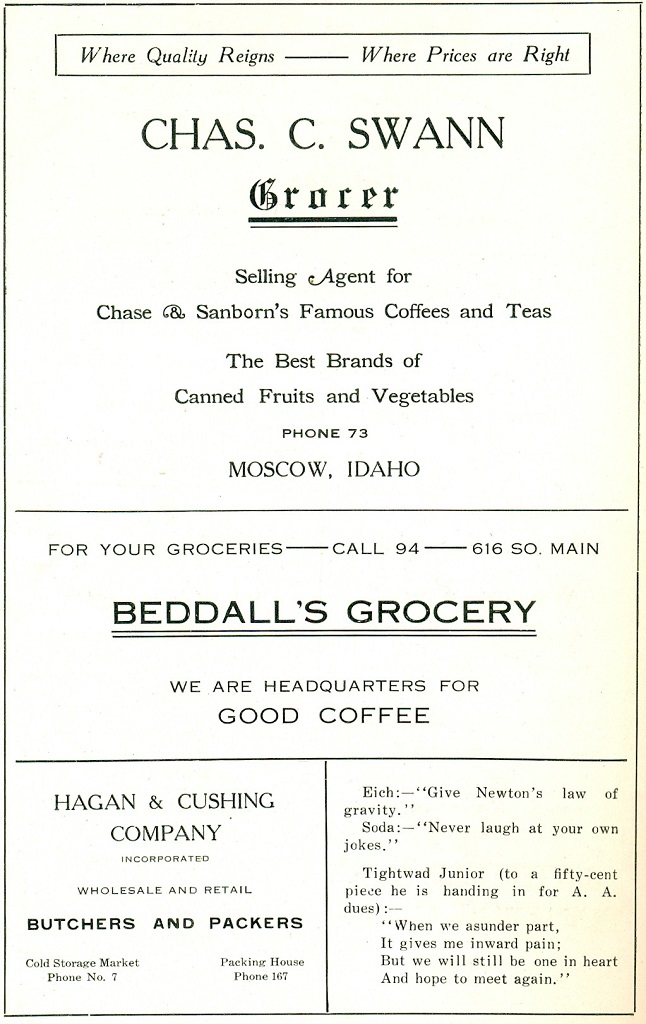 Where Quality Reigns —— Where Prices are Right
CHAS. C. SWANN
Grocer
Selling Agent for
Chase & Sanborn's Famous Coffees and Teas
The Best Brands of
Canned Fruits and Vegetables
PHONE 73
MOSCOW, IDAHO
FOR YOUR GROCERIES——CALL 94——616 SO. MAIN
BEDDALL'S GROCERY
WE ARE HEADQUARTERS FOR
GOOD COFFEE
HAGAN & CUSHING
COMPANY
INCORPORATED
WHOLESALE AND RETAIL
BUTCHERS AND PACKERS
Cold Storage Market
Phone No. 7
Packing House
Phone 167
Eich:—"Give Newton's law of
gravity."
Soda:—"Never laugh at your own
jokes."
Tightwad Junior (to a fifty-cent
piece he is handing in for A. A.
dues):—
"When we asunder part,
It gives me inward pain;
But we will still be one in heart
And hope to meet again."